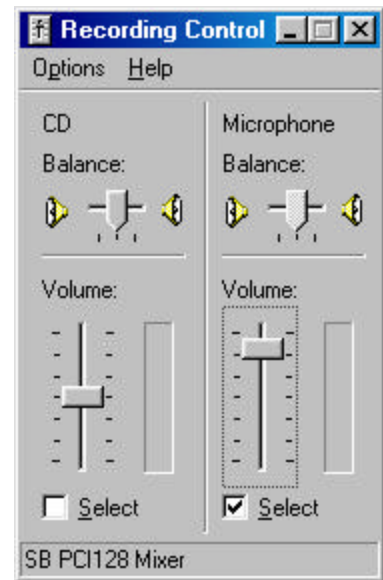 Recording Control
Options Help
CD
Balance:
Volume:
Select
Microphone
Balance:
Volume:
Select
SB PCI128 Mixer